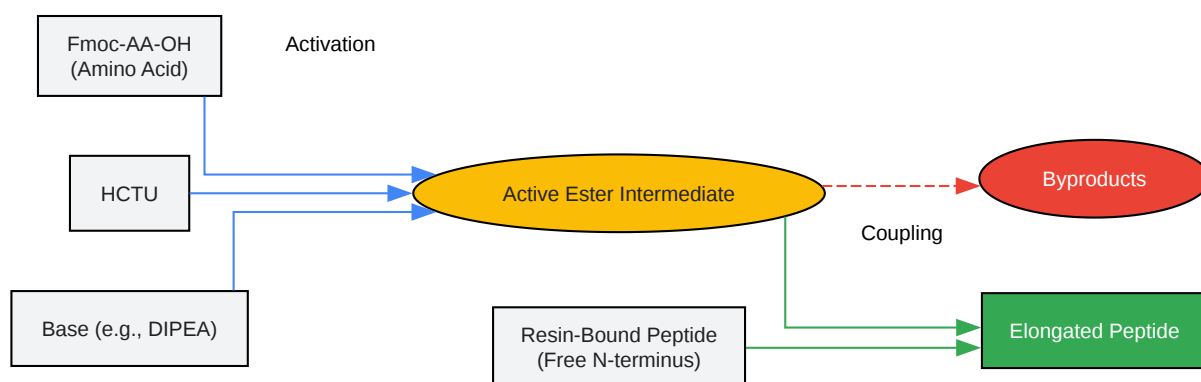 Fmoc-AA-OH
(Amino Acid)
Activation
HCTU
Active Ester Intermediate
Byproducts
Coupling
Base (e.g., DIPEA)
Resin-Bound Peptide
(Free N-terminus)
Elongated Peptide